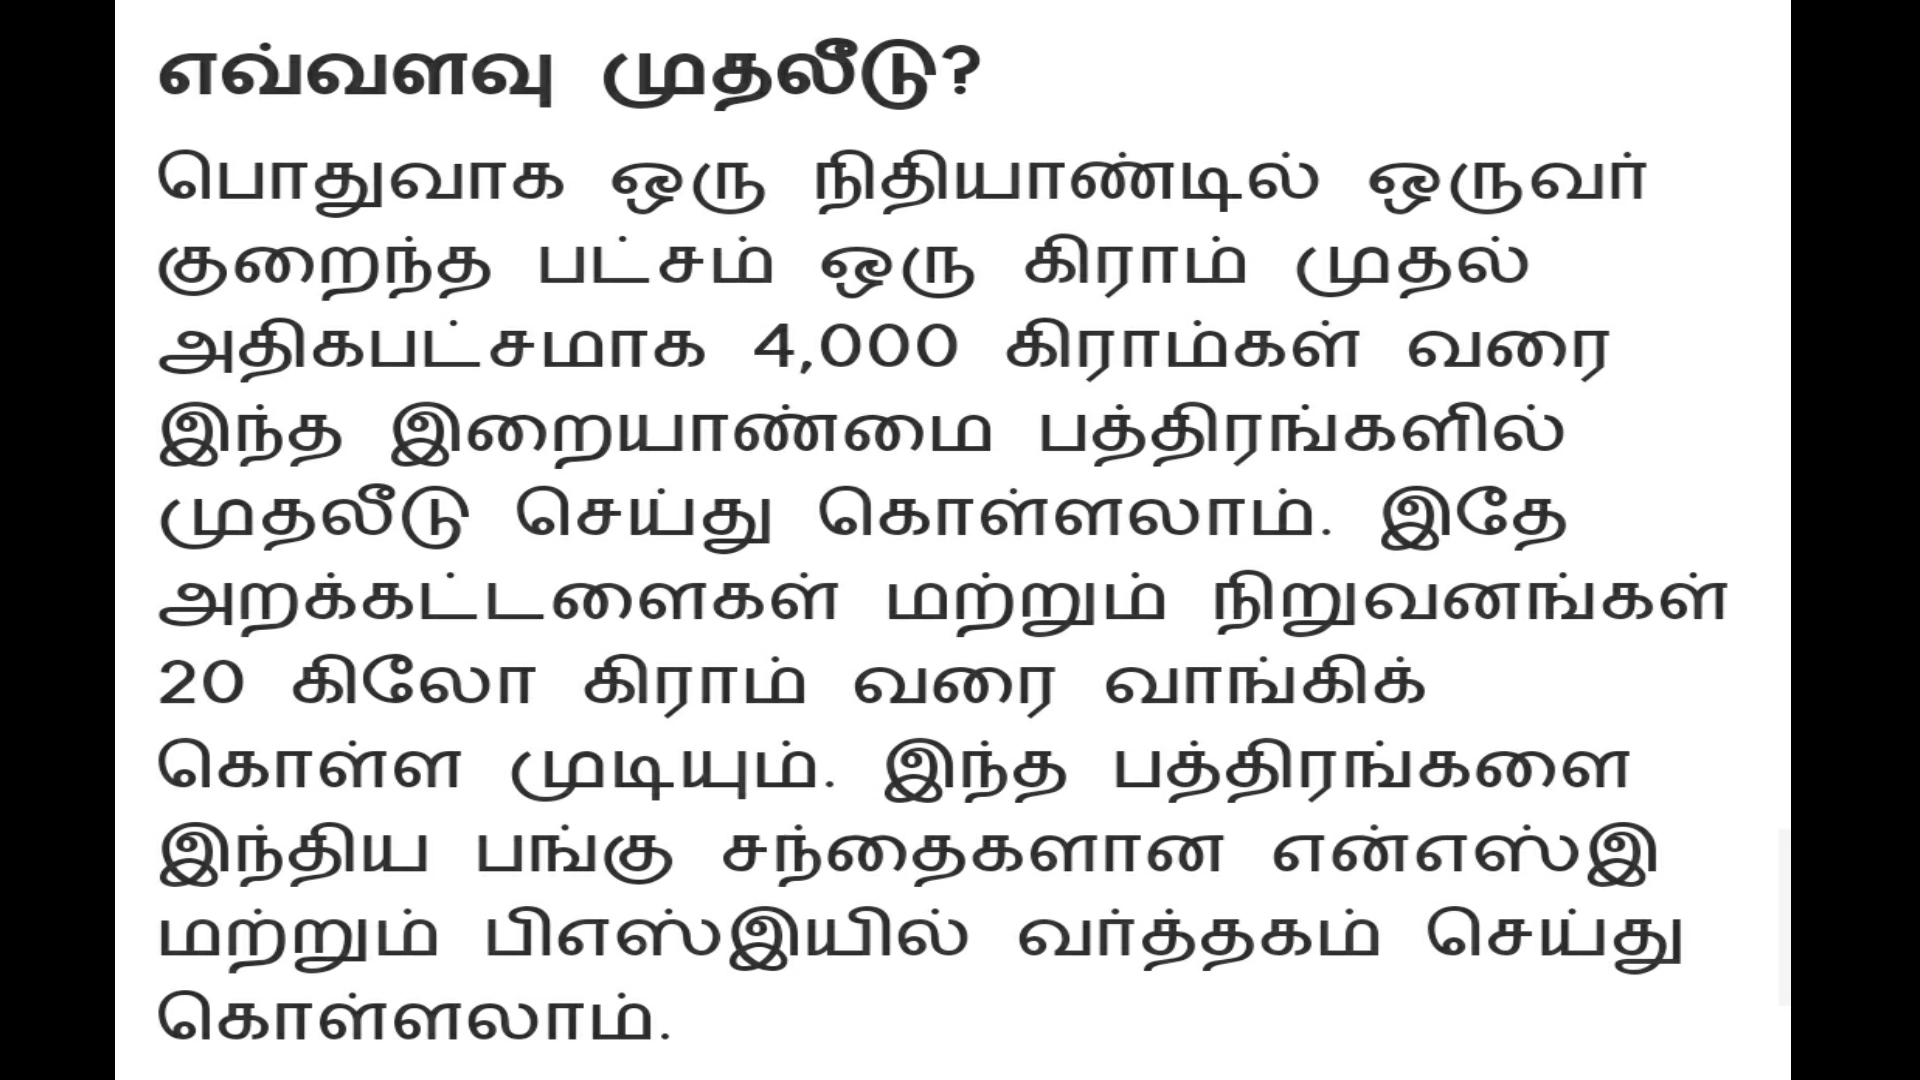 எவ்வளவு முதலீடு?
பொதுவாக ஒரு நிதியாண்டில் ஒருவர்
குறைந்த பட்சம் ஒரு கிராம் முதல்
அதிகபட்சமாக 4,000 கிராம்கள் வரை
இந்த இறையாண்மை பத்திரங்களில்
முதலீடு செய்து கொள்ளலாம். இதே
அறக்கட்டளைகள் மற்றும் நிறுவனங்கள்
20 கிலோ கிராம் வரை வாங்கிக்
கொள்ள முடியும். இந்த பத்திரங்களை
இந்திய பங்கு சந்தைகளான என்எஸ்இ
மற்றும் பிஎஸ்இயில் வர்த்தகம் செய்து
கொள்ளலாம்.